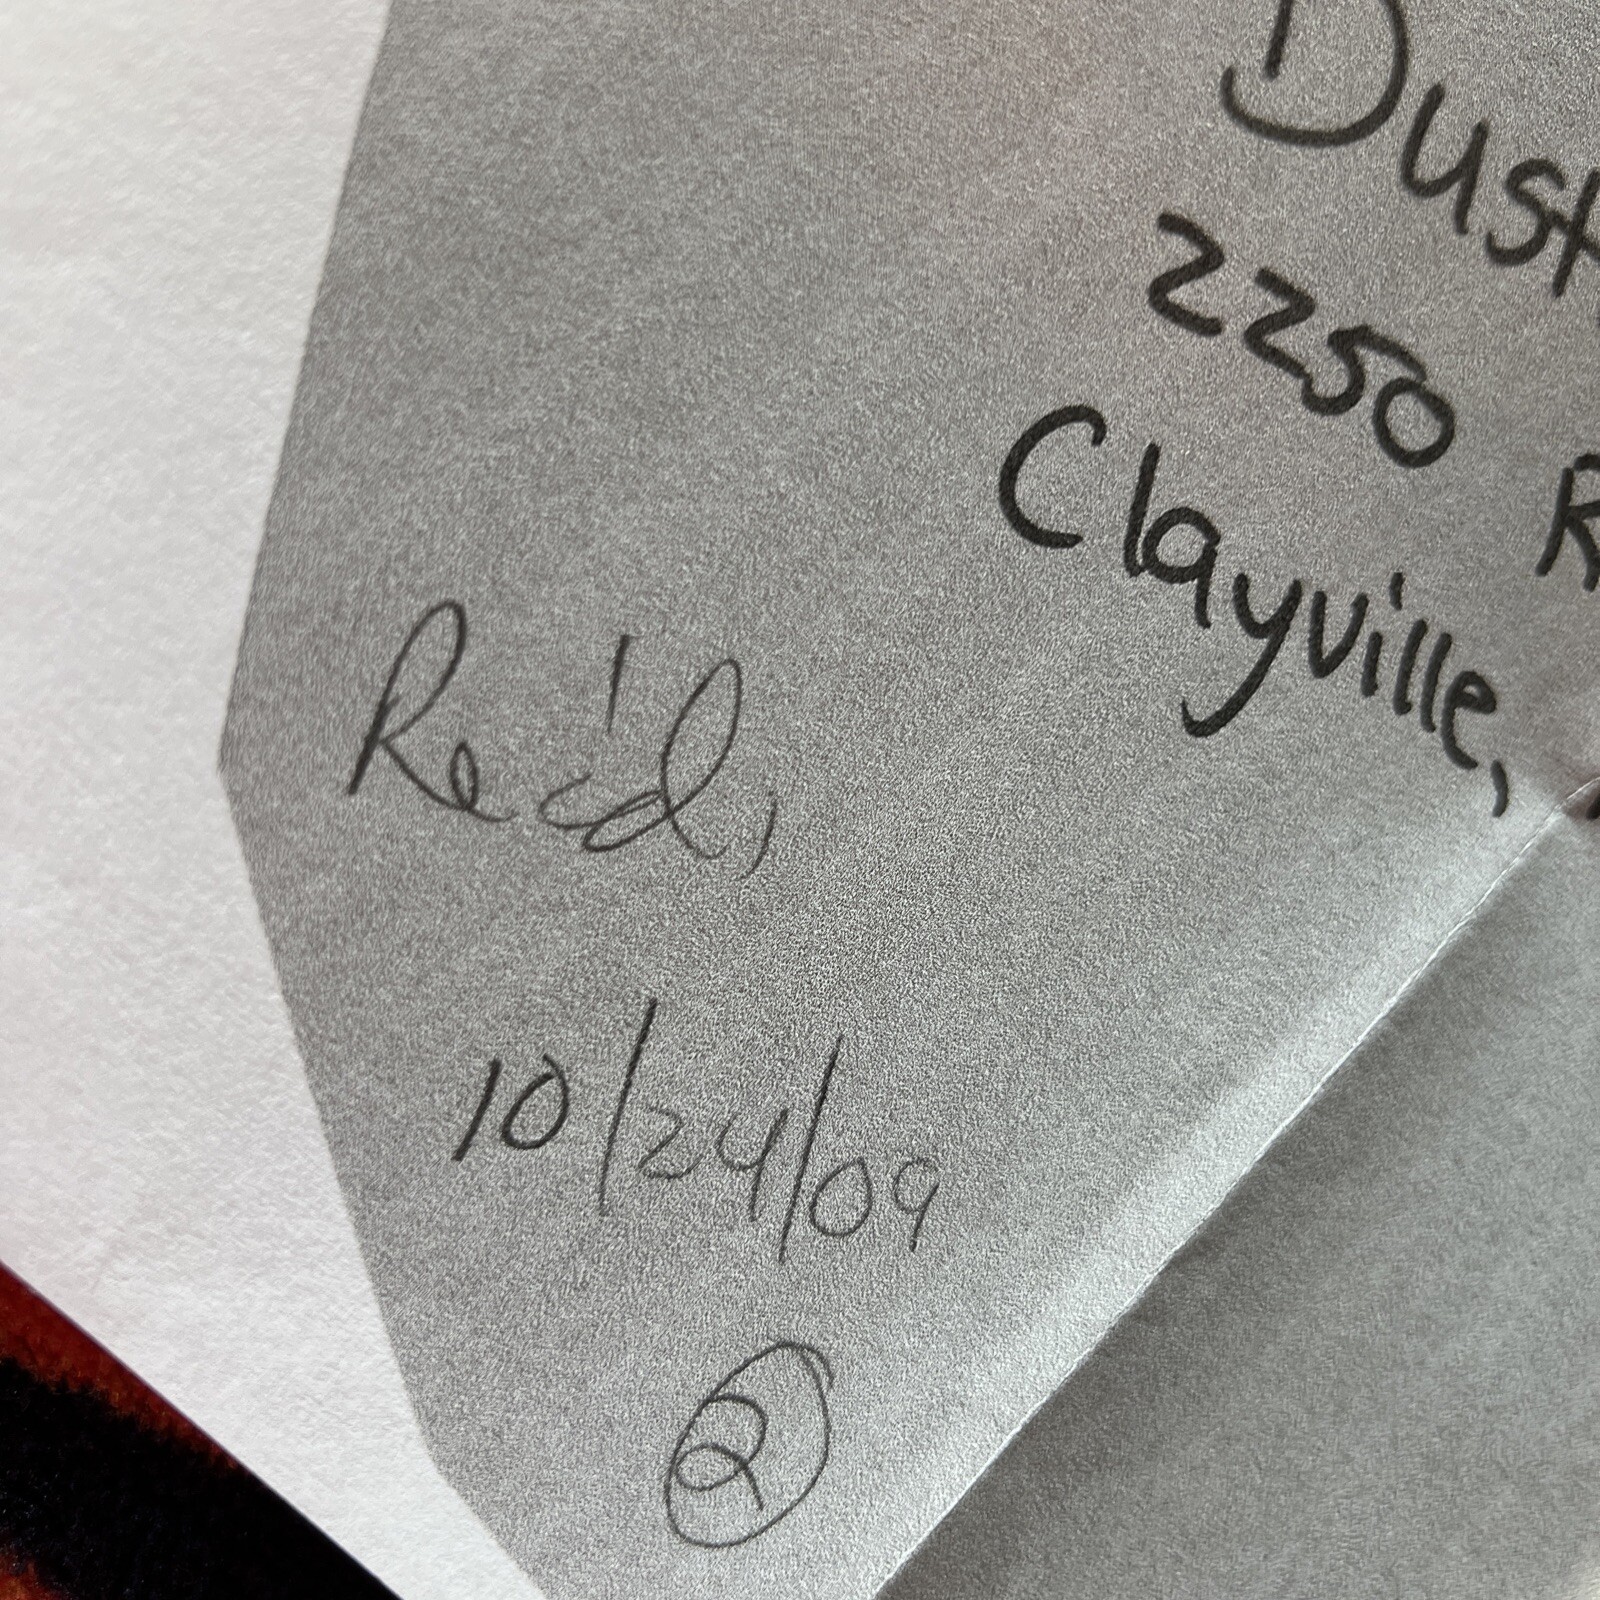 Dust
2250 R
Clayville,
Rec'd,
10/24/09
2